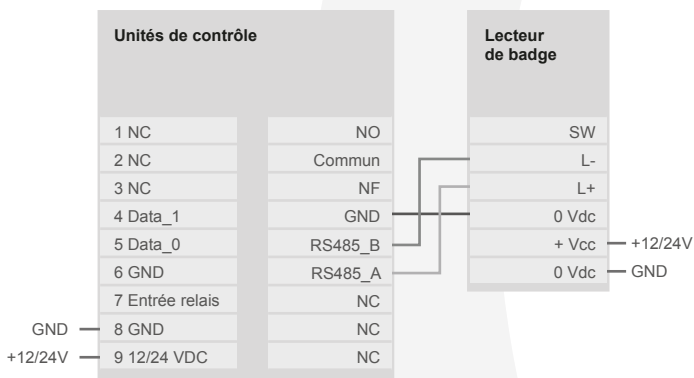 Unités de contrôle
Lecteur
de badge
1 NC
NO
SW
2 NC
Commun
L-
3 NC
NF
L+
4 Data_1
GND
0 Vdc
5 Data_0
RS485_B
+ Vcc
+12/24V
6 GND
RS485_A
0 Vdc
GND
7 Entrée relais
NC
GND
8 GND
NC
+12/24V
9 12/24 VDC
NC